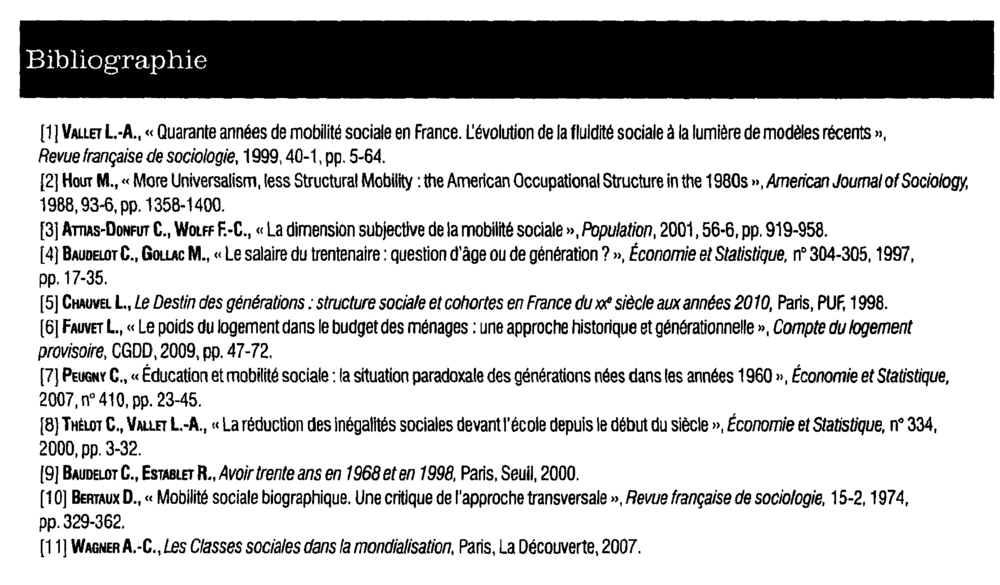 Bibliographie
[1] VALLET L.-A., « Quarante années de mobilité sociale en France. L'évolution de la fluidité sociale à la lumière de modèles récents »,
Revue française de sociologie, 1999, 40-1, pp. 5-64.
[2] HOUT M., « More Universalism, less Structural Mobility : the American Occupational Structure in the 1980s », American Journal of Sociology,
1988, 93-6, pp. 1358-1400.
[3] ATTIAS-DONFUT C., WOLFF F.-C., « La dimension subjective de la mobilité sociale », Population, 2001, 56-6, pp. 919-958.
[4] BAUDELOT C., GOLLAC M., « Le salaire du trentenaire : question d'âge ou de génération ? », Économie et Statistique, n° 304-305, 1997,
pp. 17-35.
[5] CHAUVEL L., Le Destin des générations : structure sociale et cohortes en France du XXe siècle aux années 2010, Paris, PUF, 1998.
[6] FAUVET L., « Le poids du logement dans le budget des ménages : une approche historique et générationnelle », Compte du logement
provisoire, CGDD, 2009, pp. 47-72.
[7] PEUGNY C., « Éducation et mobilité sociale : la situation paradoxale des générations nées dans les années 1960 », Économie et Statistique,
2007, n° 410, pp. 23-45.
[8] THÉLOT C., VALLET L.-A., « La réduction des inégalités sociales devant l'école depuis le début du siècle », Économie et Statistique, n° 334,
2000, pp. 3-32.
[9] BAUDELOT C., ESTABLET R., Avoir trente ans en 1968 et en 1998, Paris, Seuil, 2000.
[10] BERTAUX D., « Mobilité sociale biographique. Une critique de l'approche transversale », Revue française de sociologie, 15-2, 1974,
pp. 329-362.
[11] WAGNER A.-C., Les Classes sociales dans la mondialisation, Paris, La Découverte, 2007.